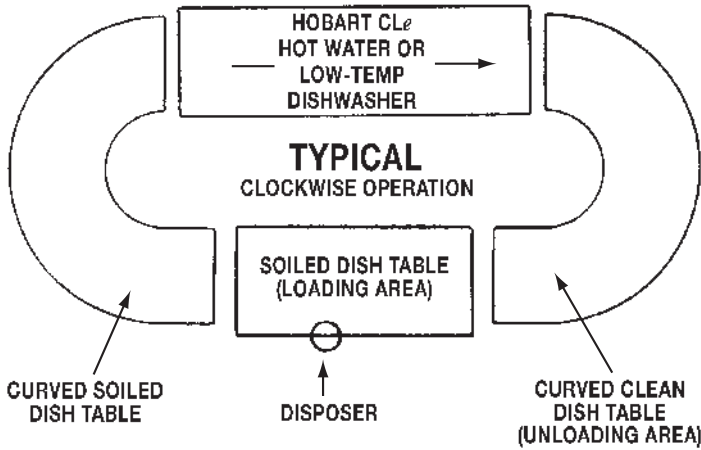 HOBART CLe
HOT WATER OR
LOW-TEMP
DISHWASHER
TYPICAL
CLOCKWISE OPERATION
SOILED DISH TABLE
(LOADING AREA)
CURVED SOILED
DISH TABLE
DISPOSER
CURVED CLEAN
DISH TABLE
(UNLOADING AREA)